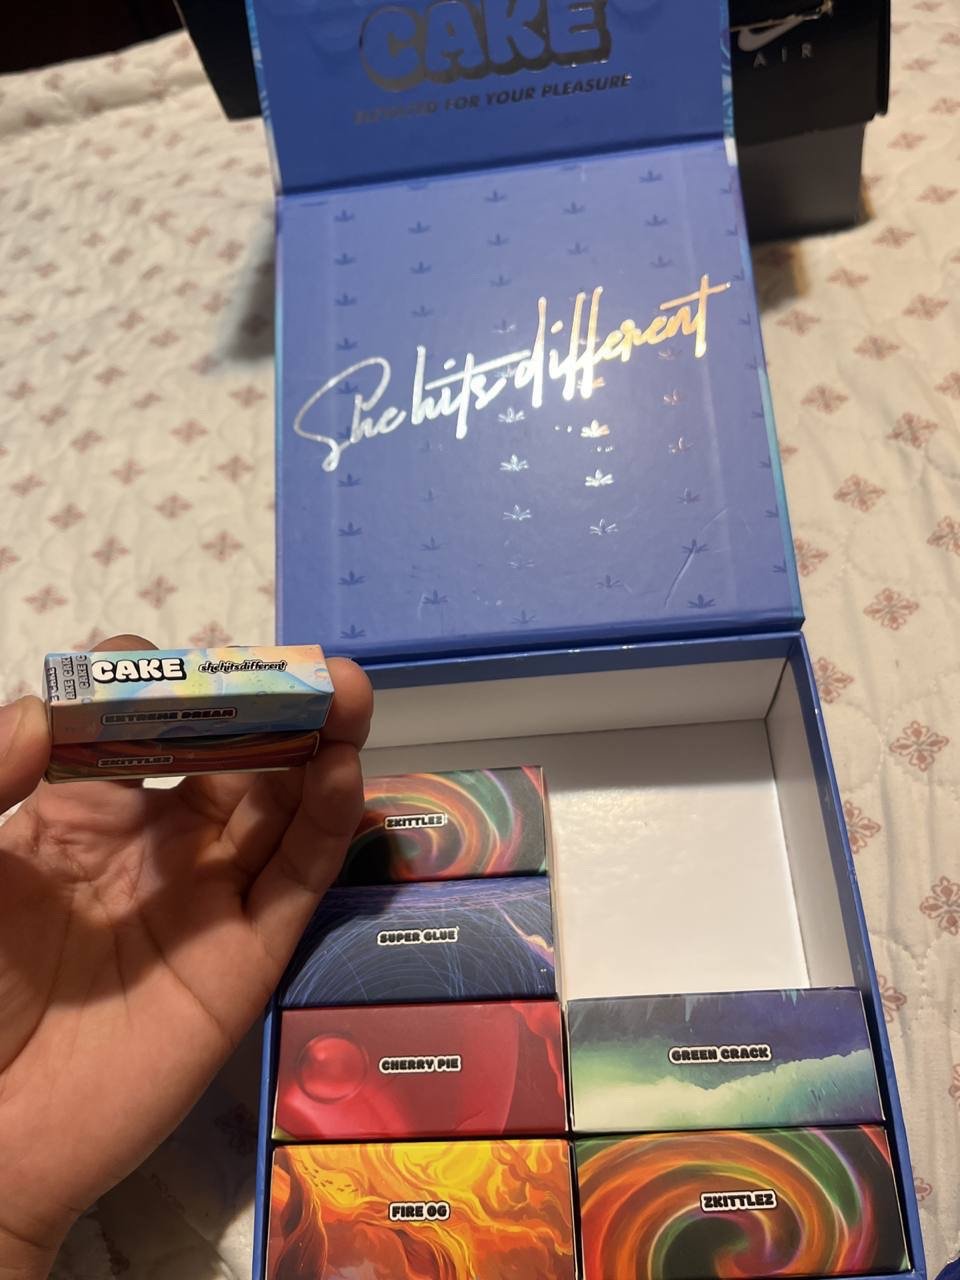 CAKE
ELEVATED FOR YOUR PLEASURE
AIR
She hits different
CAKE shehitsdifferent
EXTREME DREAM
ZKITTLEZ
ZKITTLEZ
SUPER GLUE
CHERRY PIE
GREEN CRACK
FIRE OG
ZKITTLEZ